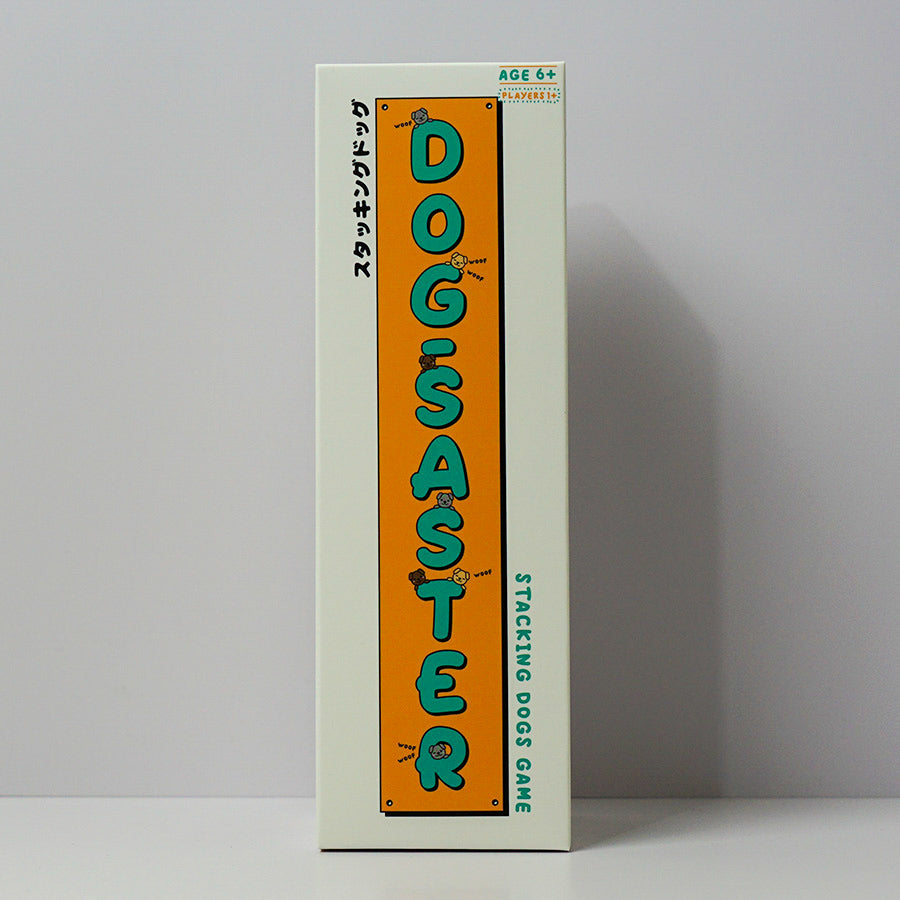 AGE 6+
PLAYERS 1+
スタッキングドッグ
woof
DOG-SASTER
woof
woof
woof
woof
woof
STACKING DOGS GAME